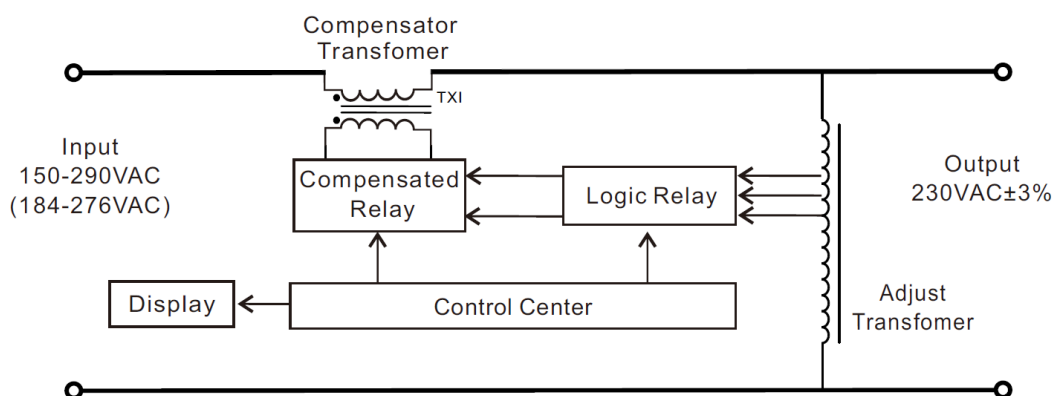 Compensator
Transfomer
TXI
Input
150-290VAC
(184-276VAC)
Compensated
Relay
Logic Relay
Output
230VAC±3%
Display
Control Center
Adjust
Transfomer